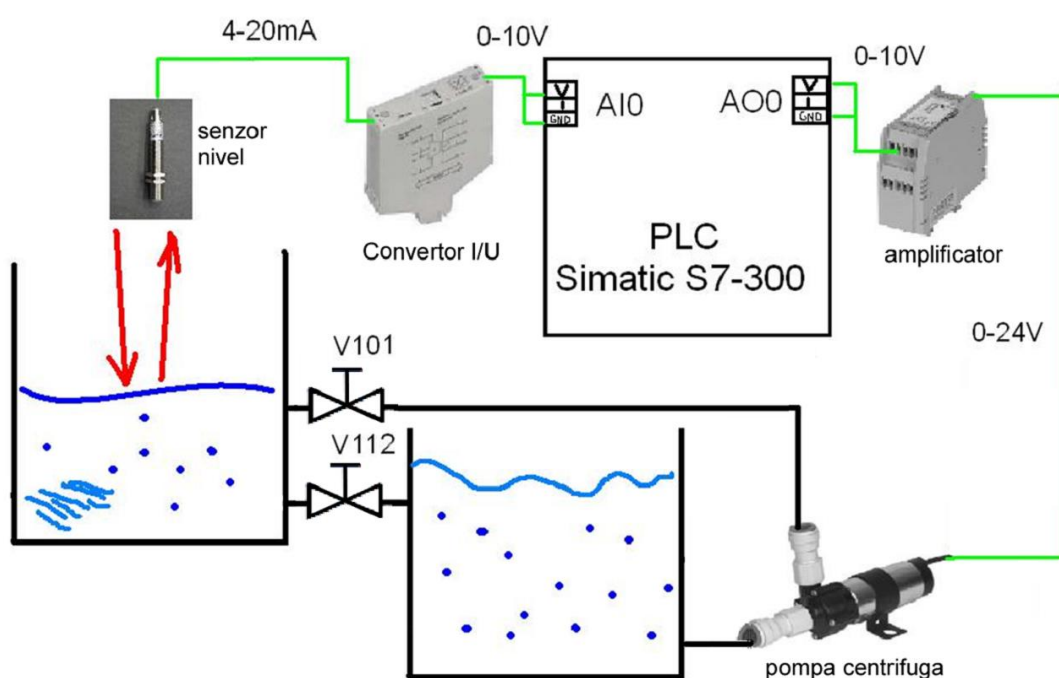 4-20mA
0-10V
0-10V
senzor
nivel
V
I
GND
AI0
AO0
V
I
GND
Convertor I/U
PLC
Simatic S7-300
amplificator
0-24V
V101
V112
pompa centrifuga